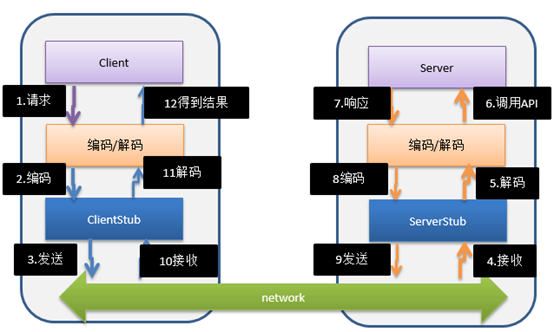 Client
Server
1.请求
12得到结果
7.响应
6.调用API
编码/解码
编码/解码
2.编码
11解码
8编码
5.解码
ClientStub
ServerStub
3.发送
10接收
9发送
4.接收
network